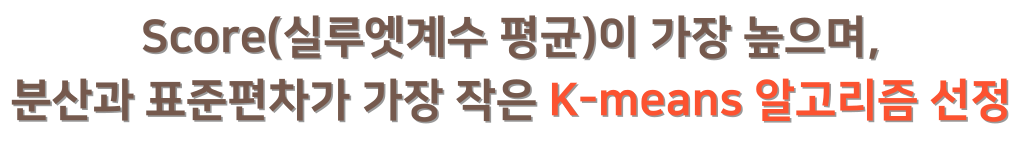 Score(실루엣계수 평균)이 가장 높으며,
분산과 표준편차가 가장 작은 K-means 알고리즘 선정